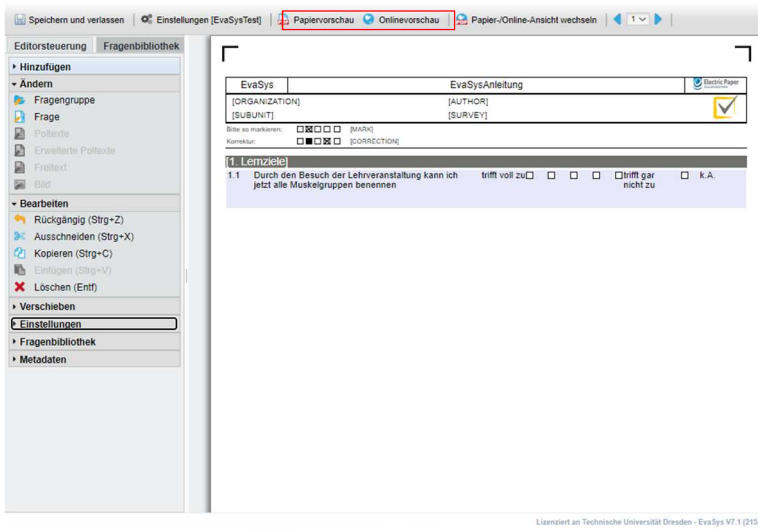 Speichern und verlassen Einstellungen [EvaSysTest] Papiervorschau Onlinevorschau Papier-/Online-Ansicht wechseln 1
Editorsteuerung Fragenbibliothek
Hinzufügen
Ändern
Fragengruppe
Frage
Poltexte
Erweiterte Poltexte
Freitext
Bild
Bearbeiten
Rückgängig (Strg+Z)
Ausschneiden (Strg+X)
Kopieren (Strg+C)
Einfügen (Strg+V)
Löschen (Entf)
Verschieben
Einstellungen
Fragenbibliothek
Metadaten
EvaSys EvaSysAnleitung Electric Paper
[ORGANIZATION] [AUTHOR]
[SUBUNIT] [SURVEY]
Bitte so markieren: [MARK]
Korrektur: [CORRECTION]
[1. Lernziele]
1.1 Durch den Besuch der Lehrveranstaltung kann ich trifft voll zu trifft gar k.A.
jetzt alle Muskelgruppen benennen nicht zu
Lizenziert an Technische Universität Dresden - EvaSys V7.1 (215